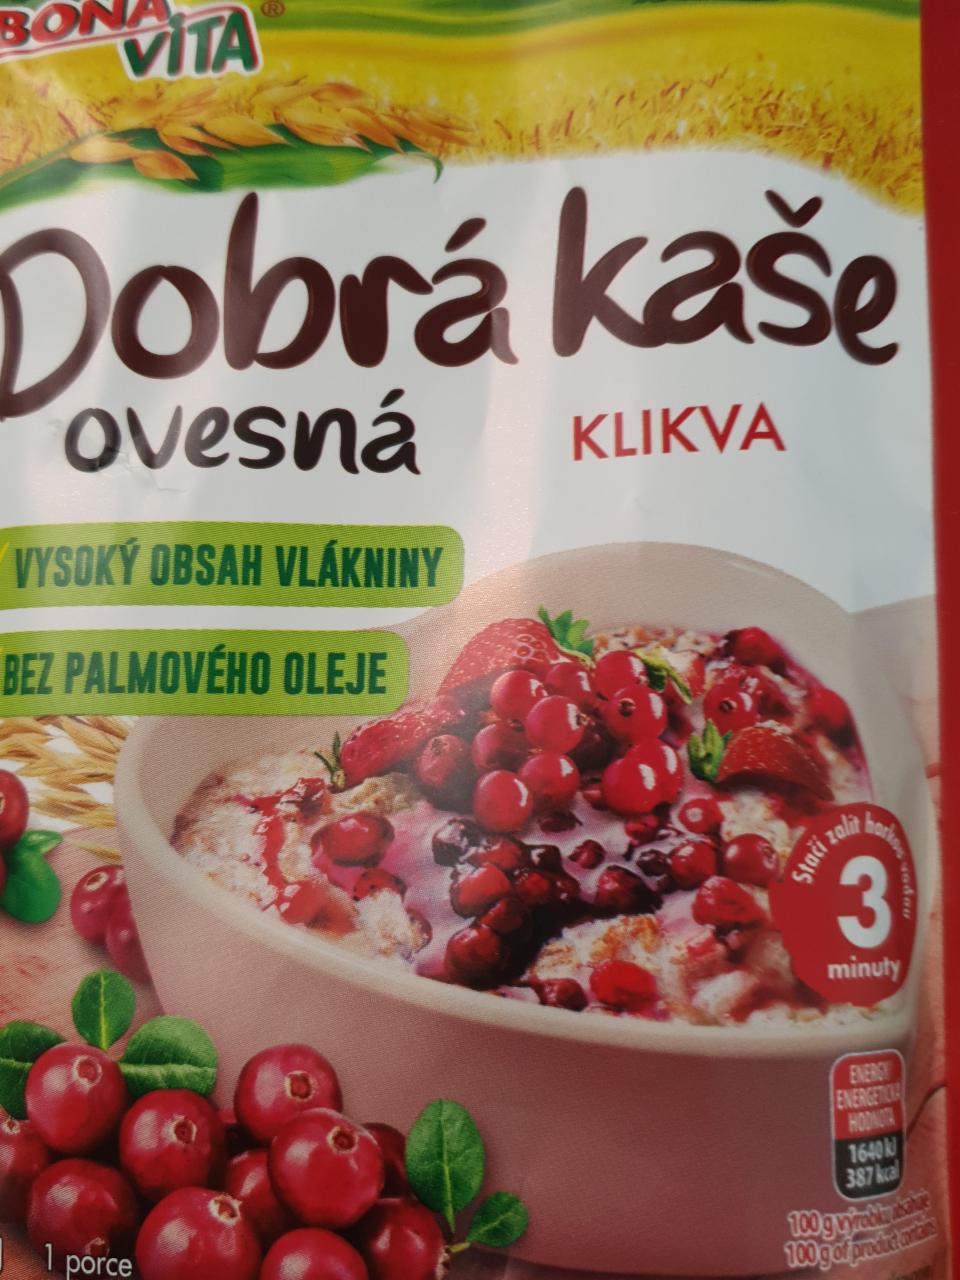 BONA
VITA®
Dobrá kaše
ovesná
KLIKVA
VYSOKÝ OBSAH VLÁKNINY
BEZ PALMOVÉHO OLEJE
Stačí zalít horkou vodou
3
minuty
ENERGY/
ENERGETICKÁ
HODNOTA
1640 kJ
387 kcal
100 g výrobku obsahuje
100 g of product contains
1 porce